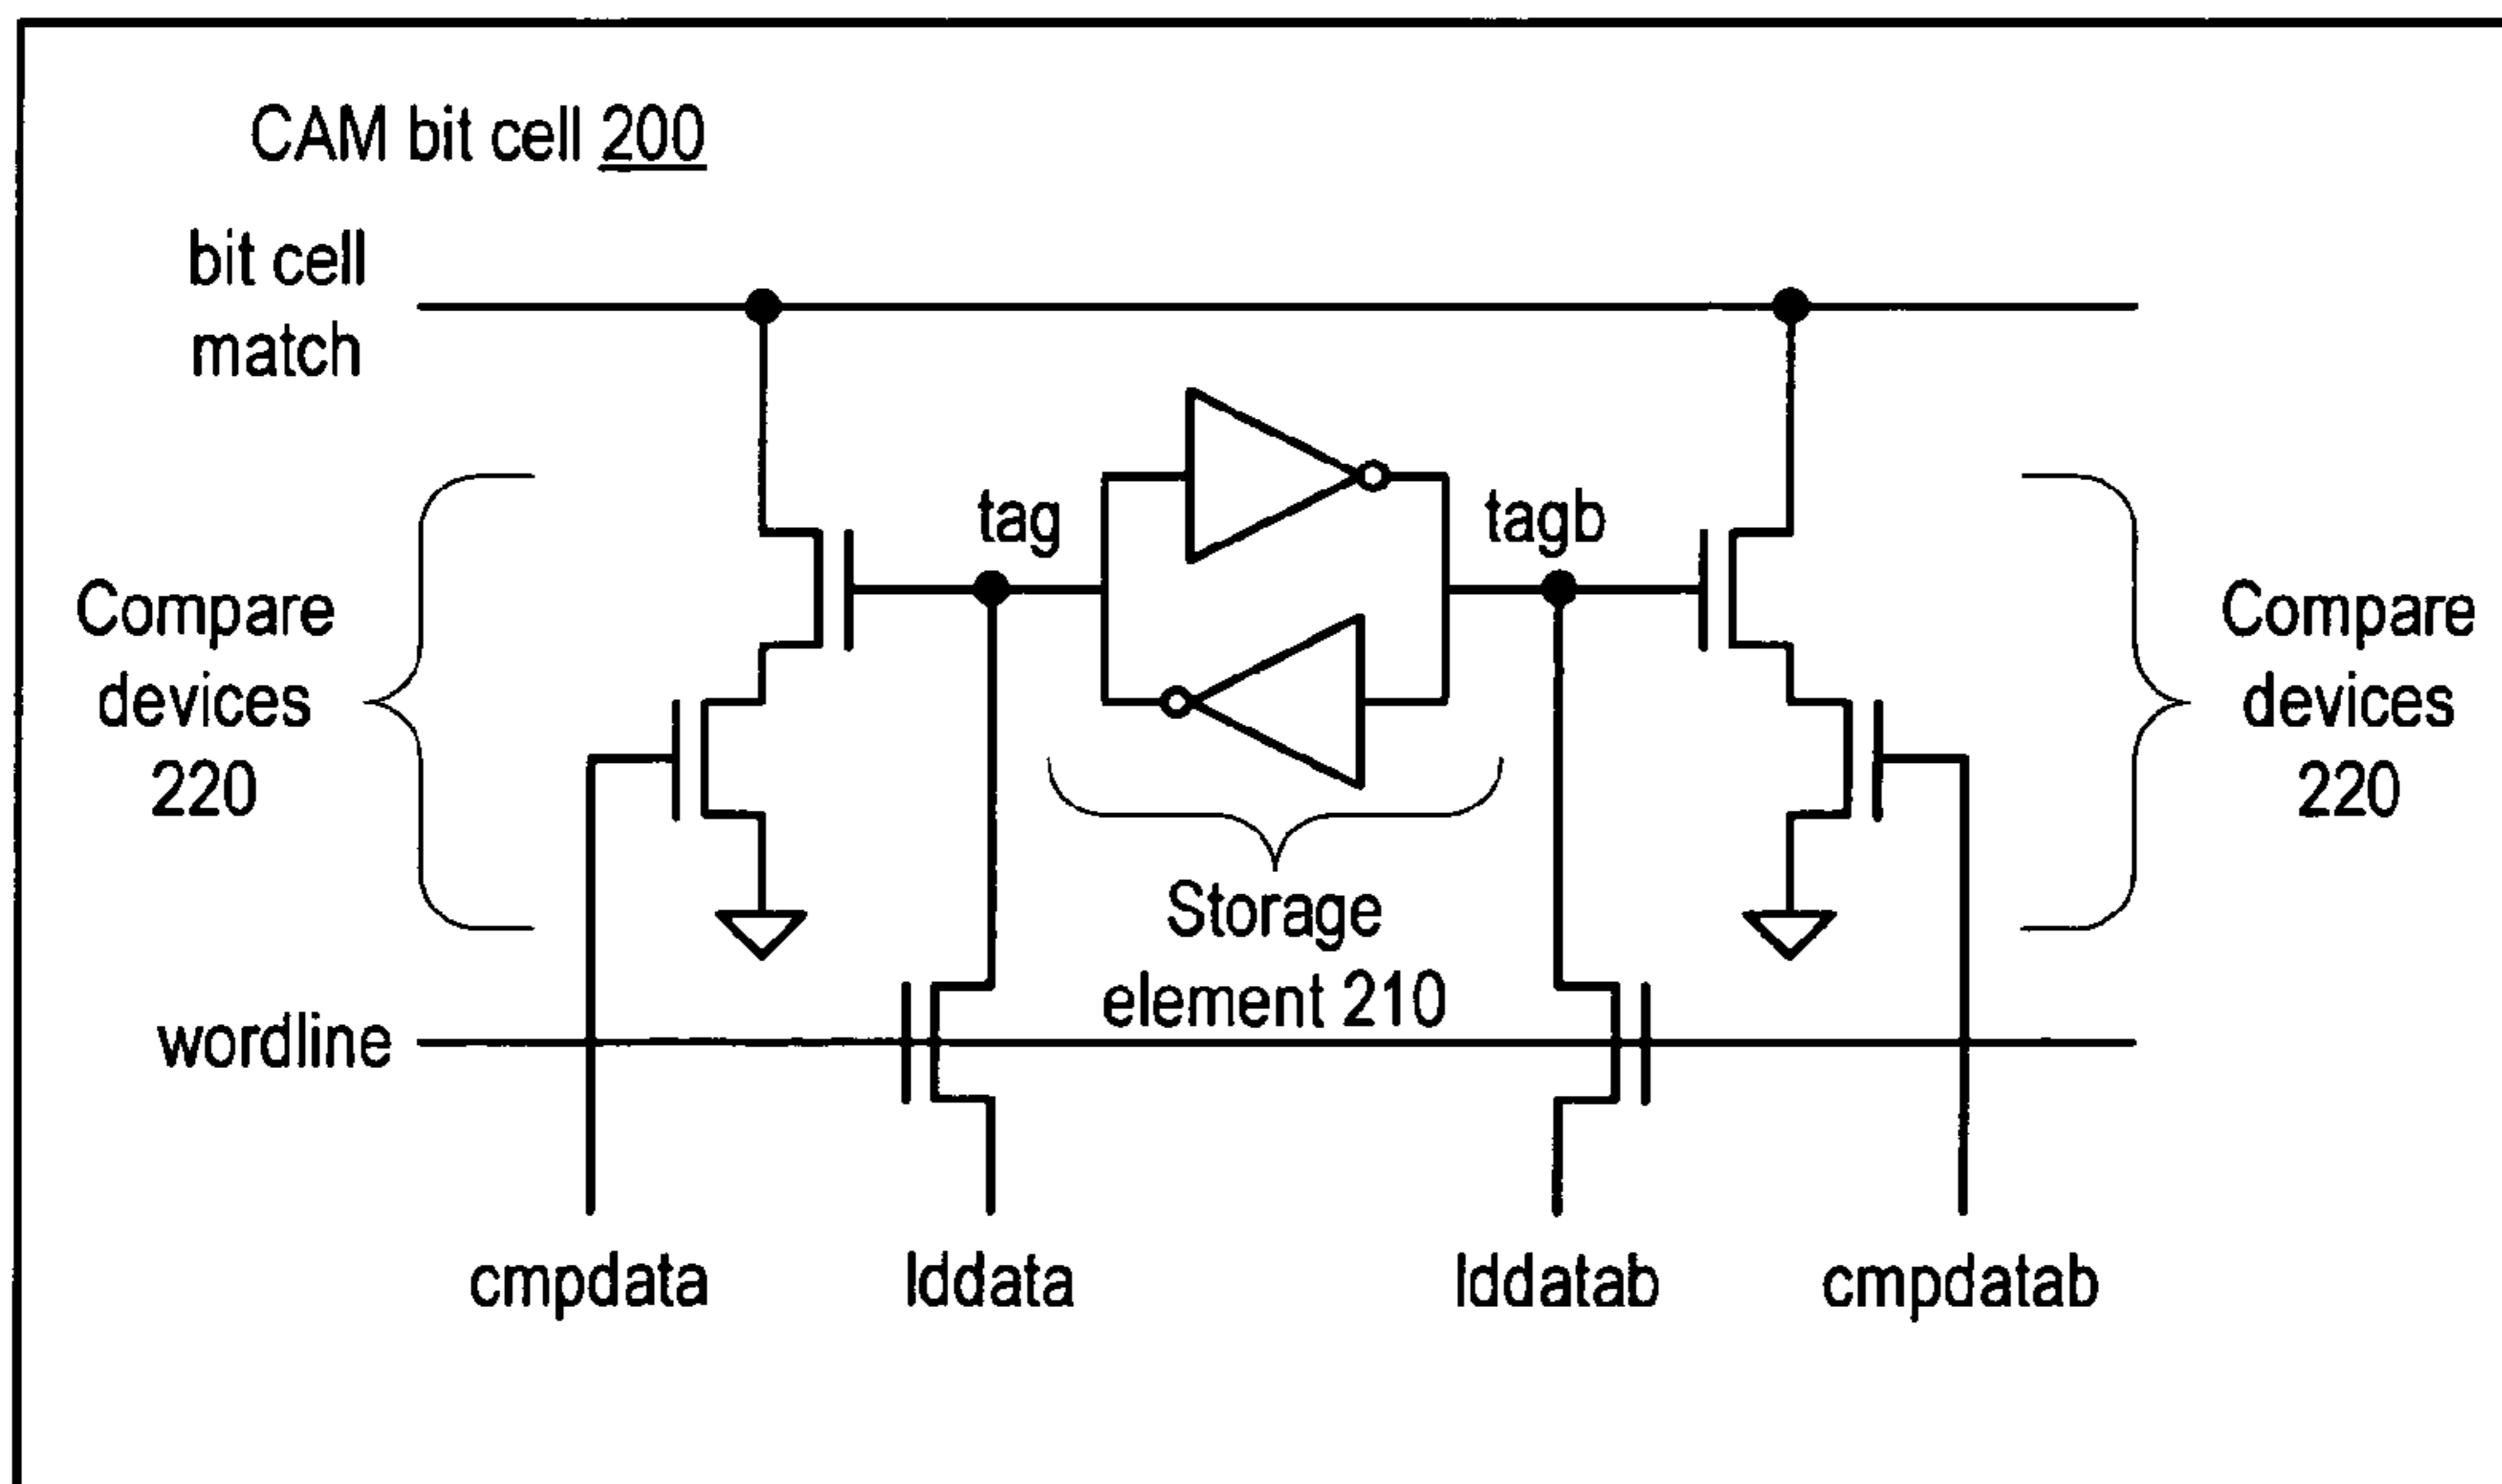 CAM bit cell 200
bit cell
match
tag
tagb
Compare
devices
220
Compare
devices
220
Storage
element 210
wordline
cmpdata
lddata
lddatab
cmpdatab